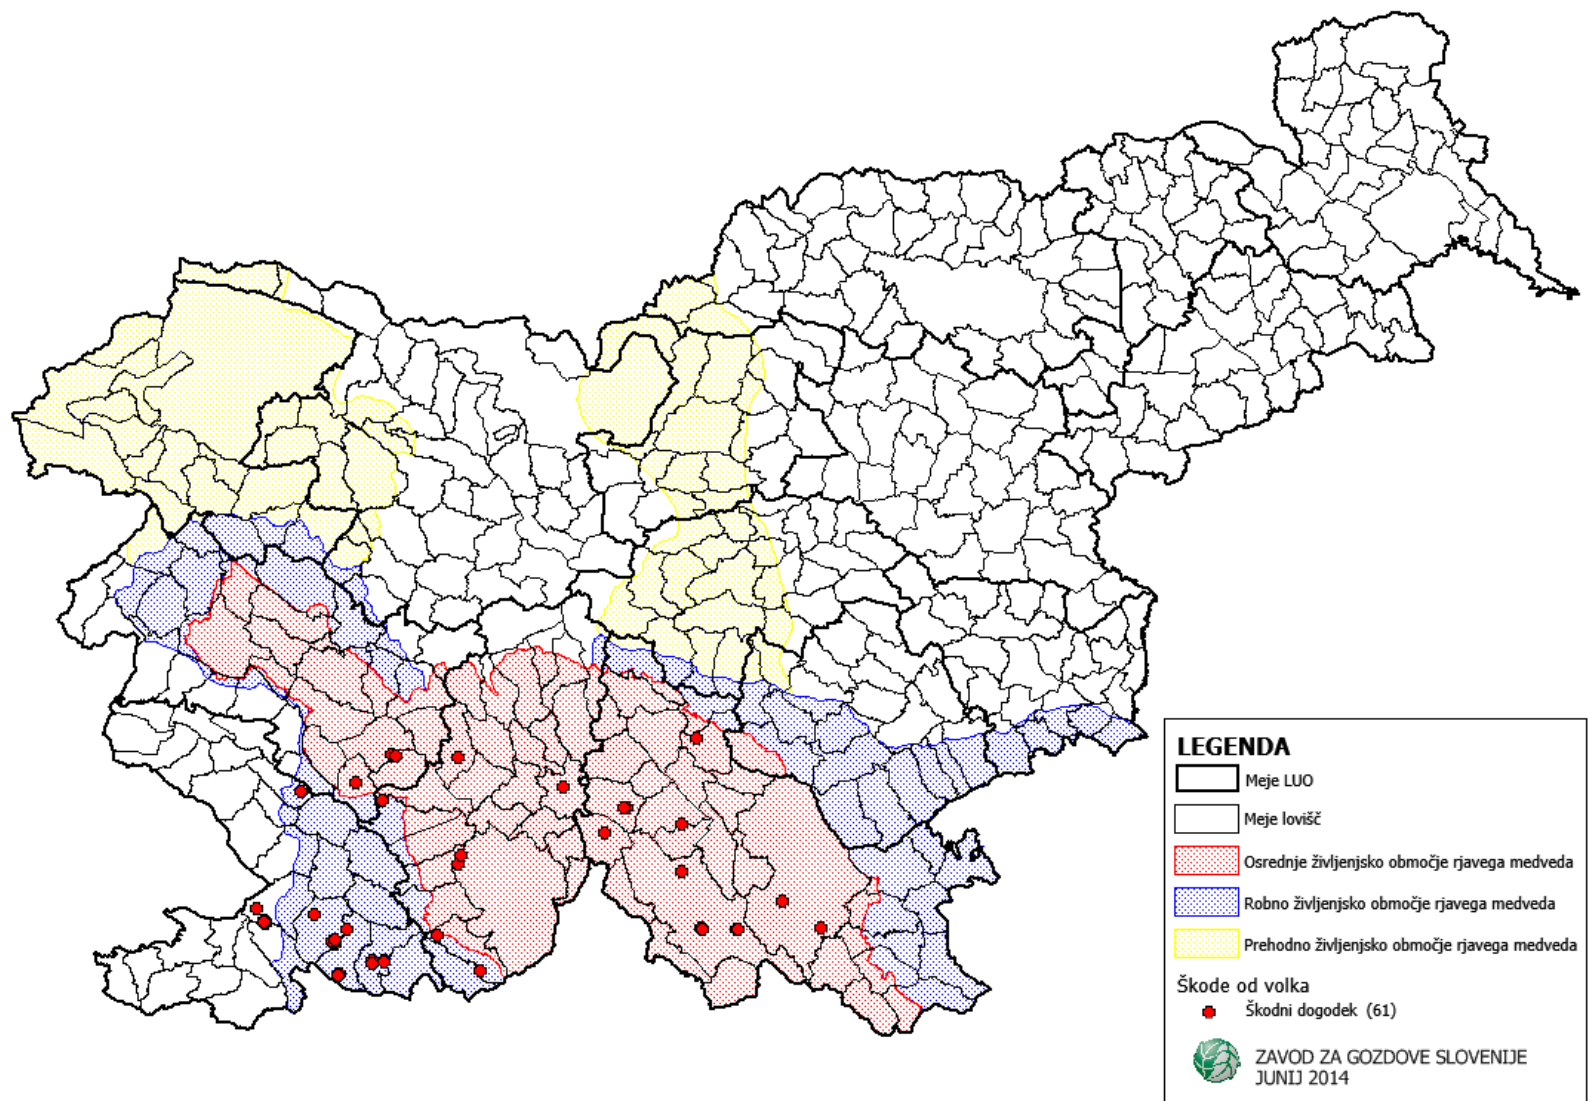 LEGENDA
Meje LUO
Meje lovišč
Osrednje življenjsko območje rjavega medveda
Robno življenjsko območje rjavega medveda
Prehodno življenjsko območje rjavega medveda
Škode od volka
Škodni dogodek (61)
ZAVOD ZA GOZDOVE SLOVENIJE
JUNIJ 2014